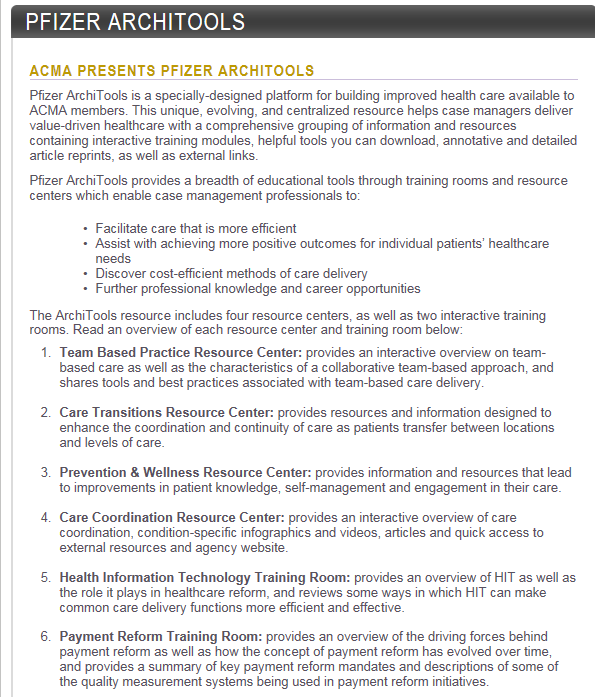 PFIZER ARCHITOOLS
ACMA PRESENTS PFIZER ARCHITOOLS
Pfizer ArchiTools is a specially-designed platform for building improved health care available to
ACMA members. This unique, evolving, and centralized resource helps case managers deliver
value-driven healthcare with a comprehensive grouping of information and resources
containing interactive training modules, helpful tools you can download, annotative and detailed
article reprints, as well as external links.
Pfizer ArchiTools provides a breadth of educational tools through training rooms and resource
centers which enable case management professionals to:
• Facilitate care that is more efficient
• Assist with achieving more positive outcomes for individual patients' healthcare
needs
• Discover cost-efficient methods of care delivery
• Further professional knowledge and career opportunities
The ArchiTools resource includes four resource centers, as well as two interactive training
rooms. Read an overview of each resource center and training room below:
1. Team Based Practice Resource Center: provides an interactive overview on team-
based care as well as the characteristics of a collaborative team-based approach, and
shares tools and best practices associated with team-based care delivery.
2. Care Transitions Resource Center: provides resources and information designed to
enhance the coordination and continuity of care as patients transfer between locations
and levels of care.
3. Prevention & Wellness Resource Center: provides information and resources that lead
to improvements in patient knowledge, self-management and engagement in their care.
4. Care Coordination Resource Center: provides an interactive overview of care
coordination, condition-specific infographics and videos, articles and quick access to
external resources and agency website.
5. Health Information Technology Training Room: provides an overview of HIT as well as
the role it plays in healthcare reform, and reviews some ways in which HIT can make
common care delivery functions more efficient and effective.
6. Payment Reform Training Room: provides an overview of the driving forces behind
payment reform as well as how the concept of payment reform has evolved over time,
and provides a summary of key payment reform mandates and descriptions of some of
the quality measurement systems being used in payment reform initiatives.